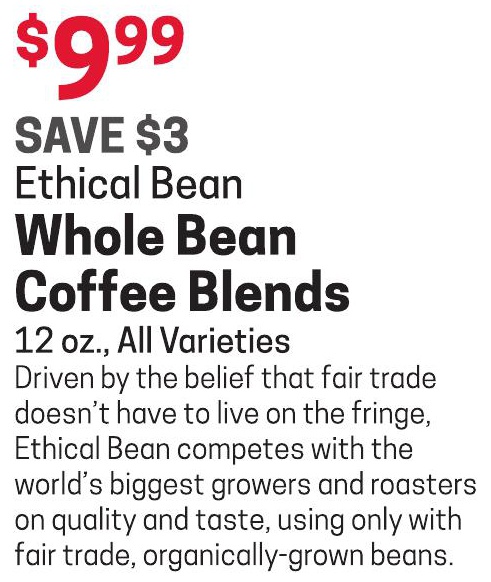 $9.99
SAVE $3
Ethical Bean
Whole Bean
Coffee Blends
12 oz., All Varieties
Driven by the belief that fair trade
doesn't have to live on the fringe,
Ethical Bean competes with the
world's biggest growers and roasters
on quality and taste, using only with
fair trade, organically-grown beans.